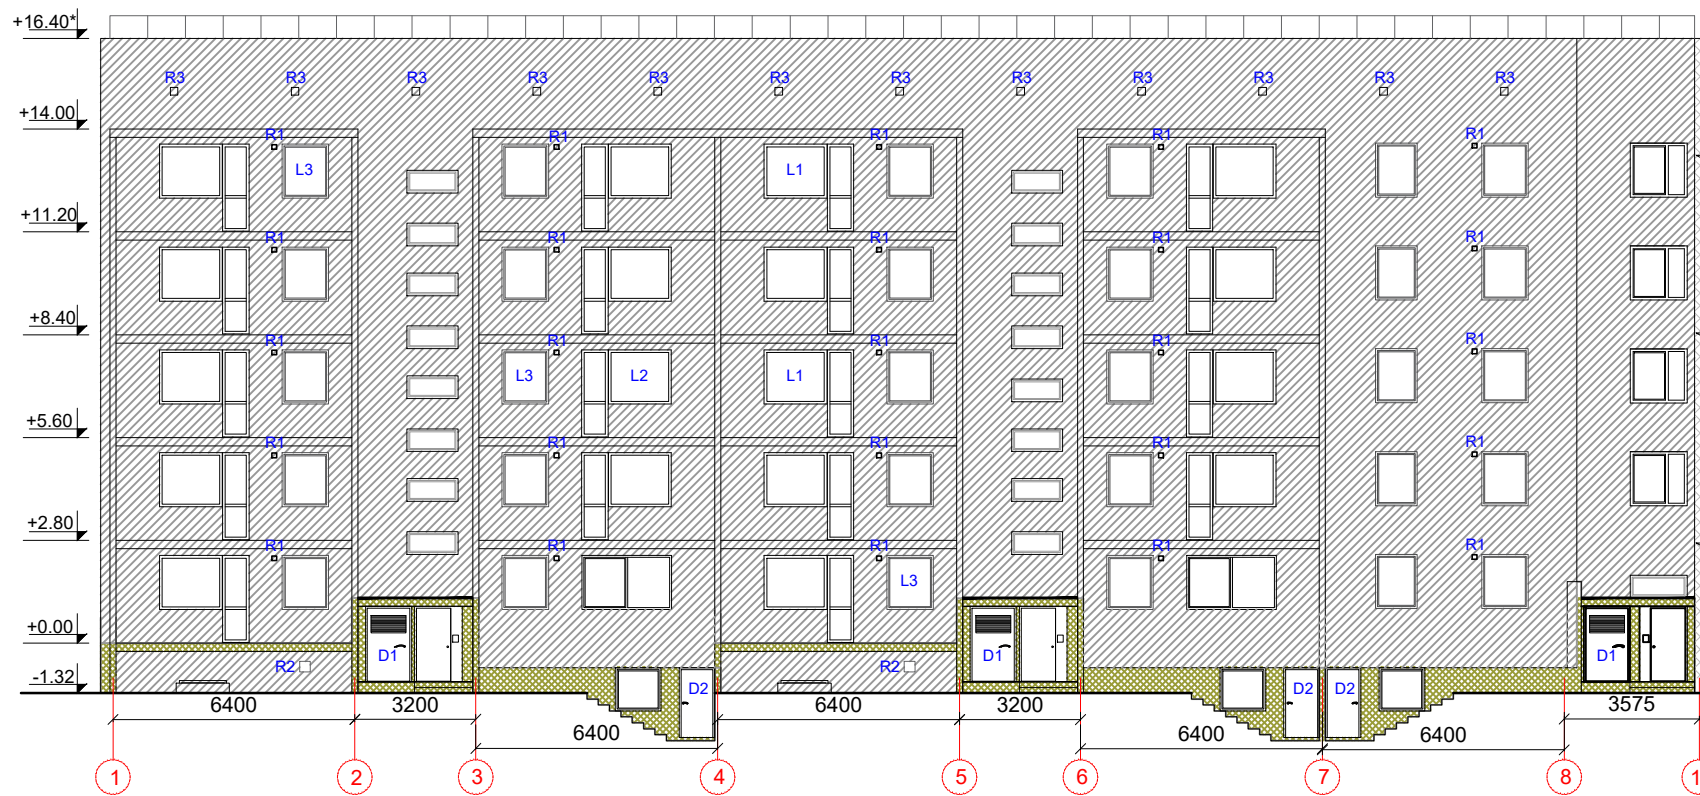 +16.40*
R3 R3 R3 R3 R3 R3 R3 R3 R3 R3 R3 R3
+14.00
R1 R1 R1 R1 R1
L3 L1
+11.20
R1 R1 R1 R1 R1
+8.40
R1 R1 R1 R1 R1
L3 L2 L1
+5.60
R1 R1 R1 R1 R1
+2.80
R1 R1 R1 R1 R1
L3
+0.00
D1 D1 D1
R2 R2
-1.32
D2 D2 D2
6400 3200 6400 3200 3575
6400 6400 6400
1 2 3 4 5 6 7 8